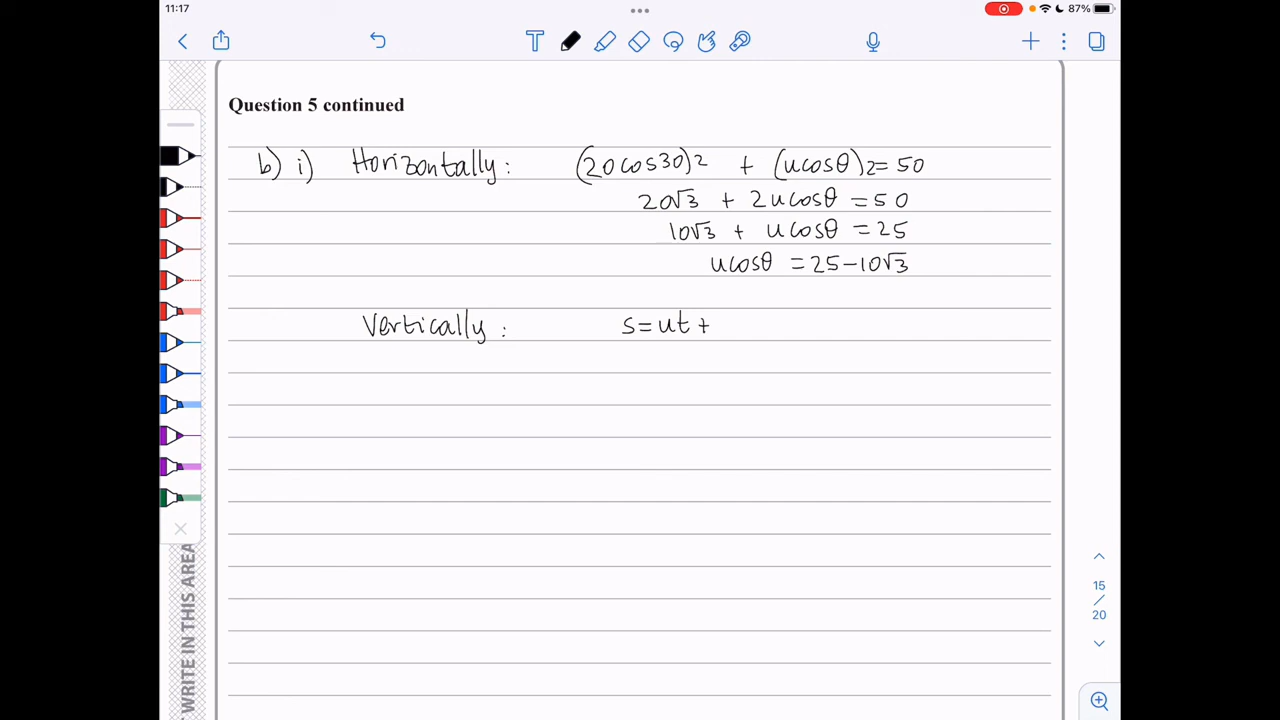 11:17
87%
Question 5 continued
b) i) Horizontally: (20cos30)2 + (ucosθ)2=50
20√3 + 2ucosθ =50
10√3 + ucosθ =25
ucosθ =25-10√3
Vertically: s=ut+
15
/
20
WRITE IN THIS AREA